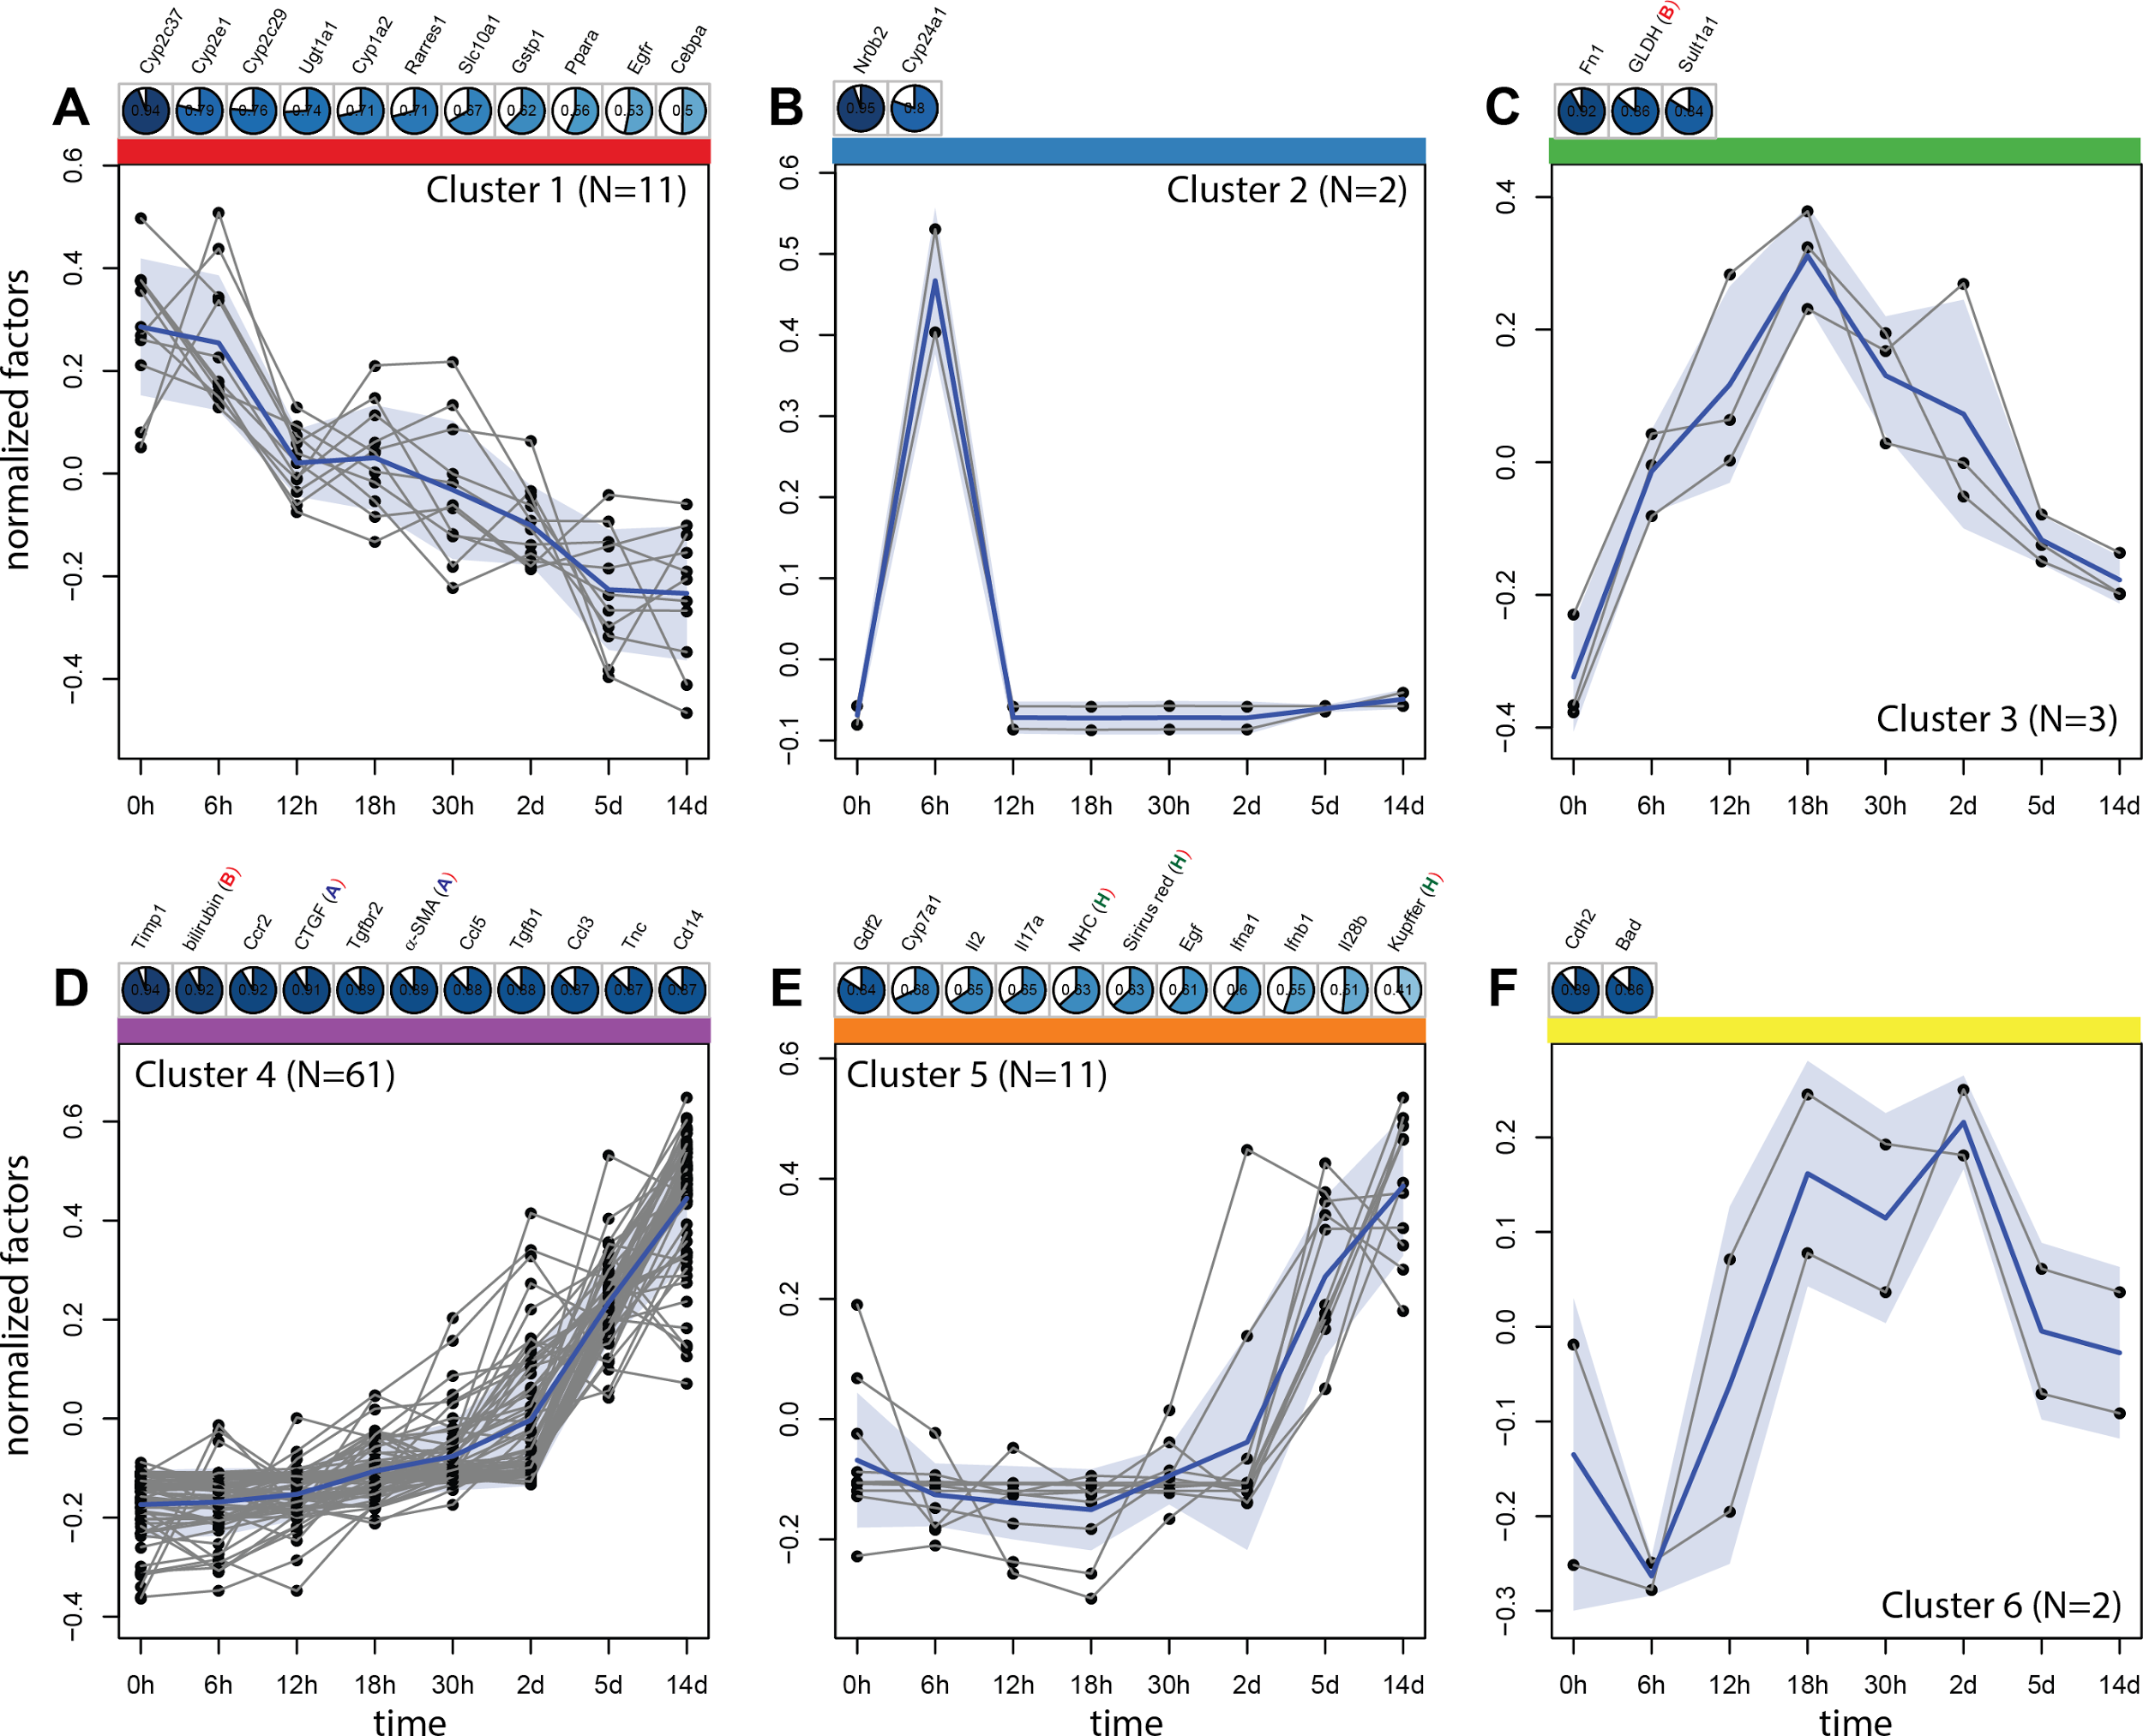 Cyp2c37 Cyp2e1 Cyp2c29 Ugt1a1 Cyp1a2 Rarres1 Slc10a1 Gstp1 Ppara Egfr Cebpa
A 0.94 0.79 0.76 0.74 0.71 0.71 0.67 0.62 0.56 0.53 0.5
Cluster 1 (N=11)
normalized factors
0.6
0.4
0.2
0.0
−0.2
−0.4
0h 6h 12h 18h 30h 2d 5d 14d
Nr0b2 Cyp24a1
B 0.95 0.8
Cluster 2 (N=2)
0.6
0.5
0.4
0.3
0.2
0.1
0.0
−0.1
0h 6h 12h 18h 30h 2d 5d 14d
Fn1 GLDH (B) Sult1a1
C 0.92 0.86 0.84
0.4
0.2
0.0
−0.2
−0.4
Cluster 3 (N=3)
0h 6h 12h 18h 30h 2d 5d 14d
Timp1 bilirubin (B) Ccr2 CTGF (A) Tgfbr2 α-SMA (A) Ccl5 Tgfb1 Ccl3 Tnc Cd14
D 0.94 0.92 0.92 0.91 0.89 0.89 0.88 0.88 0.87 0.87 0.87
Cluster 4 (N=61)
normalized factors
0.6
0.4
0.2
0.0
−0.2
−0.4
0h 6h 12h 18h 30h 2d 5d 14d
time
Gdf2 Cyp7a1 Il2 Il17a NHC (H) Sirirus red (H) Egf Ifna1 Ifnb1 Il28b Kupffer (H)
E 0.84 0.68 0.65 0.65 0.63 0.63 0.61 0.6 0.55 0.51 0.41
Cluster 5 (N=11)
0.6
0.4
0.2
0.0
−0.2
0h 6h 12h 18h 30h 2d 5d 14d
time
Cdh2 Bad
F 0.89 0.86
0.2
0.1
0.0
−0.1
−0.2
−0.3
Cluster 6 (N=2)
0h 6h 12h 18h 30h 2d 5d 14d
time